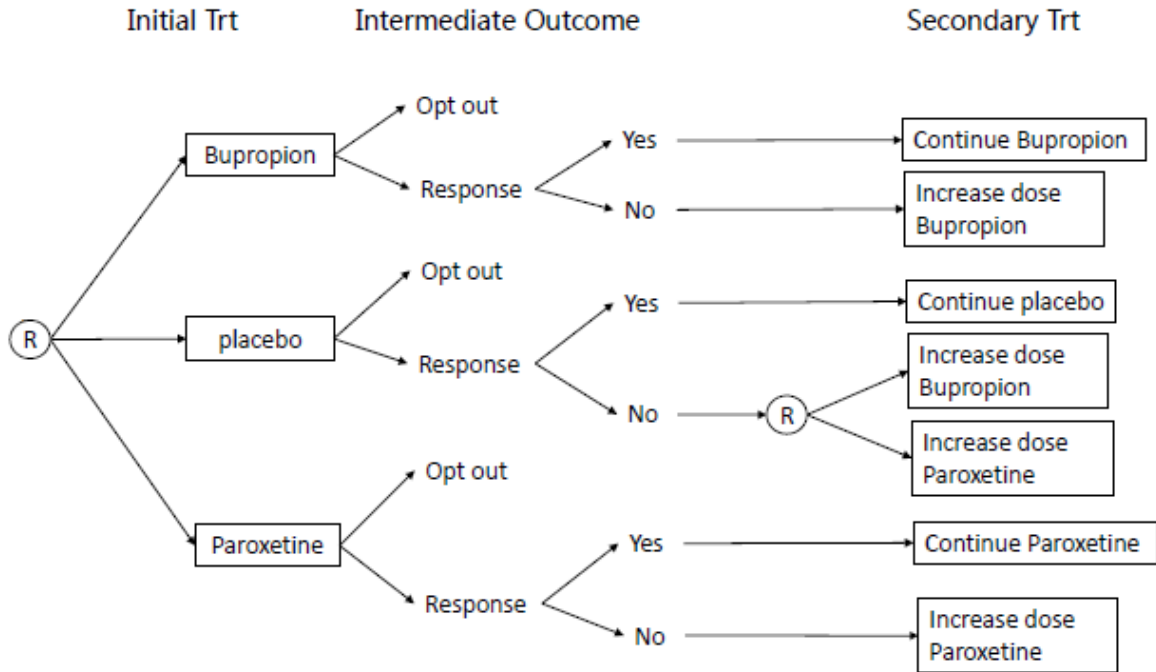 Initial Trt
Intermediate Outcome
Secondary Trt
Opt out
Bupropion
Yes
Continue Bupropion
Response
No
Increase dose
Bupropion
Opt out
Yes
Continue placebo
R
placebo
Response
Increase dose
Bupropion
No
R
Increase dose
Paroxetine
Opt out
Paroxetine
Yes
Continue Paroxetine
Response
No
Increase dose
Paroxetine